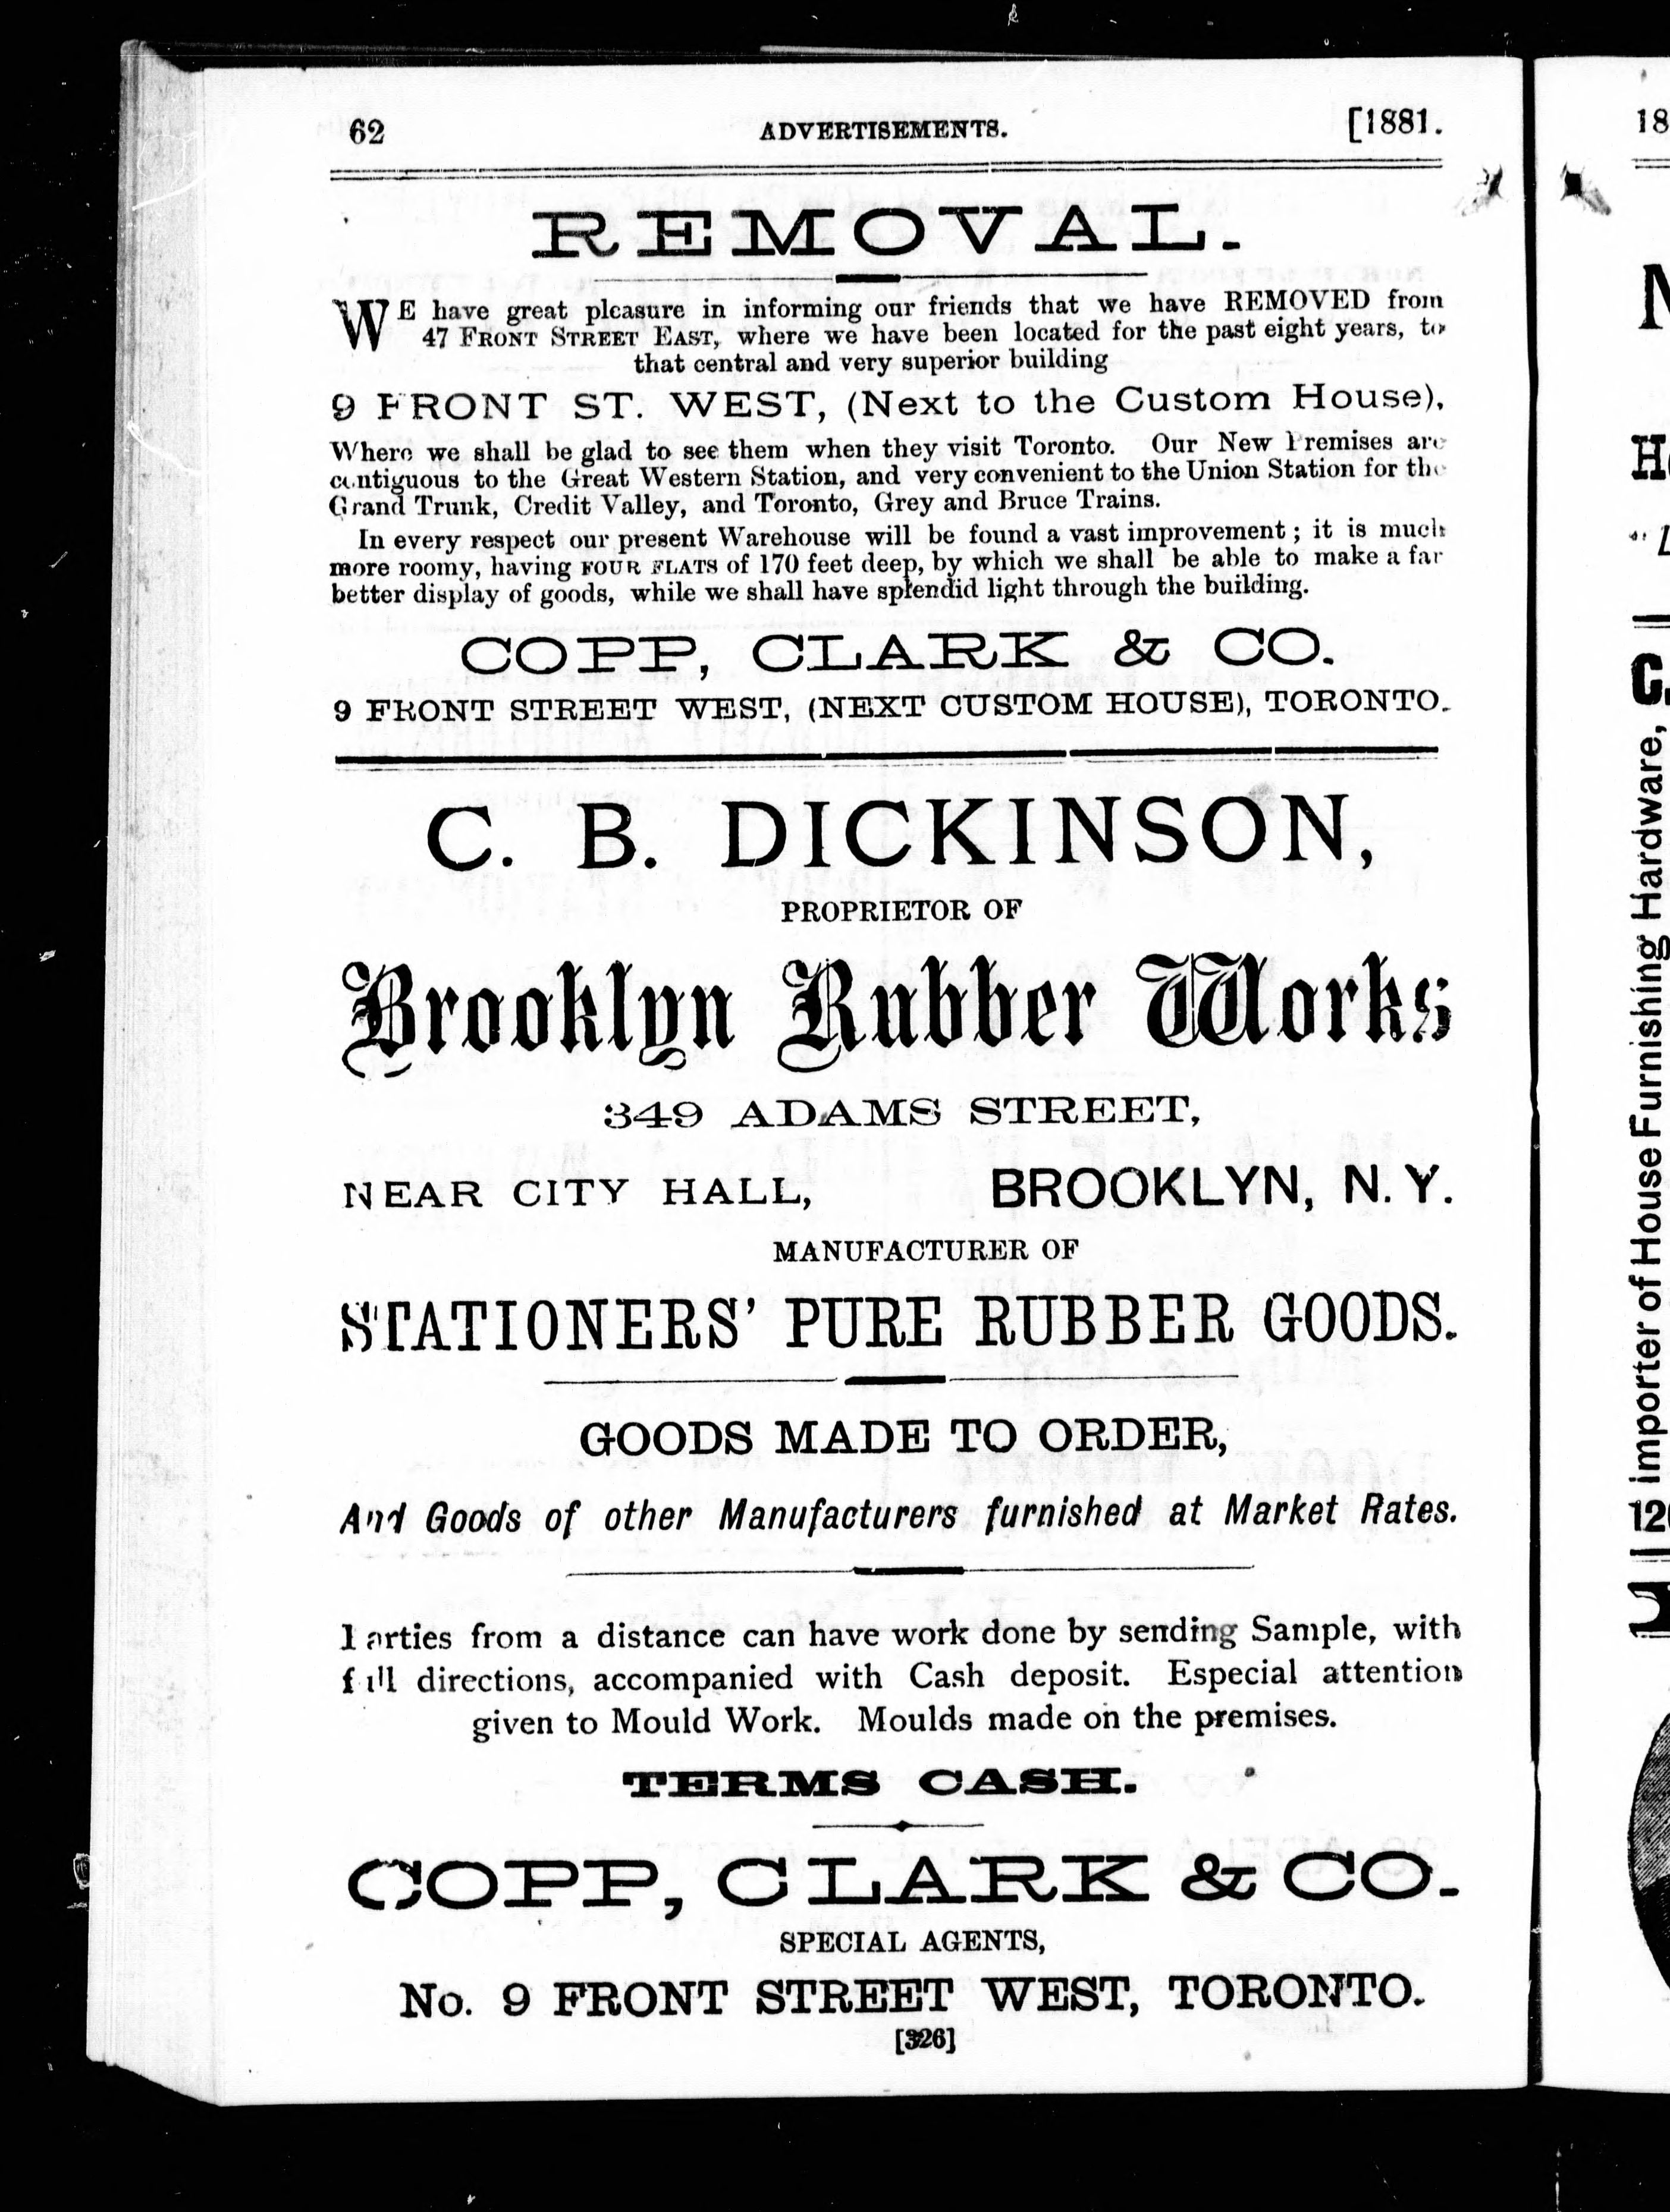 62 ADVERTISEMENTS. [1881.
REMOVAL.
WE have great pleasure in informing our friends that we have REMOVED from
47 FRONT STREET EAST, where we have been located for the past eight years, to
that central and very superior building
9 FRONT ST. WEST, (Next to the Custom House),
Where we shall be glad to see them when they visit Toronto. Our New Premises are
contiguous to the Great Western Station, and very convenient to the Union Station for the
Grand Trunk, Credit Valley, and Toronto, Grey and Bruce Trains.
In every respect our present Warehouse will be found a vast improvement; it is much
more roomy, having FOUR FLATS of 170 feet deep, by which we shall be able to make a far
better display of goods, while we shall have splendid light through the building.
COPP, CLARK & CO.
9 FRONT STREET WEST, (NEXT CUSTOM HOUSE), TORONTO.
C. B. DICKINSON,
PROPRIETOR OF
Brooklyn Rubber Works
349 ADAMS STREET,
NEAR CITY HALL, BROOKLYN, N.Y.
MANUFACTURER OF
STATIONERS' PURE RUBBER GOODS.
GOODS MADE TO ORDER,
And Goods of other Manufacturers furnished at Market Rates.
Parties from a distance can have work done by sending Sample, with
full directions, accompanied with Cash deposit. Especial attention
given to Mould Work. Moulds made on the premises.
TERMS CASH.
COPP, CLARK & CO.
SPECIAL AGENTS,
No. 9 FRONT STREET WEST, TORONTO.
[326]
18
Importer of House Furnishing Hardware,